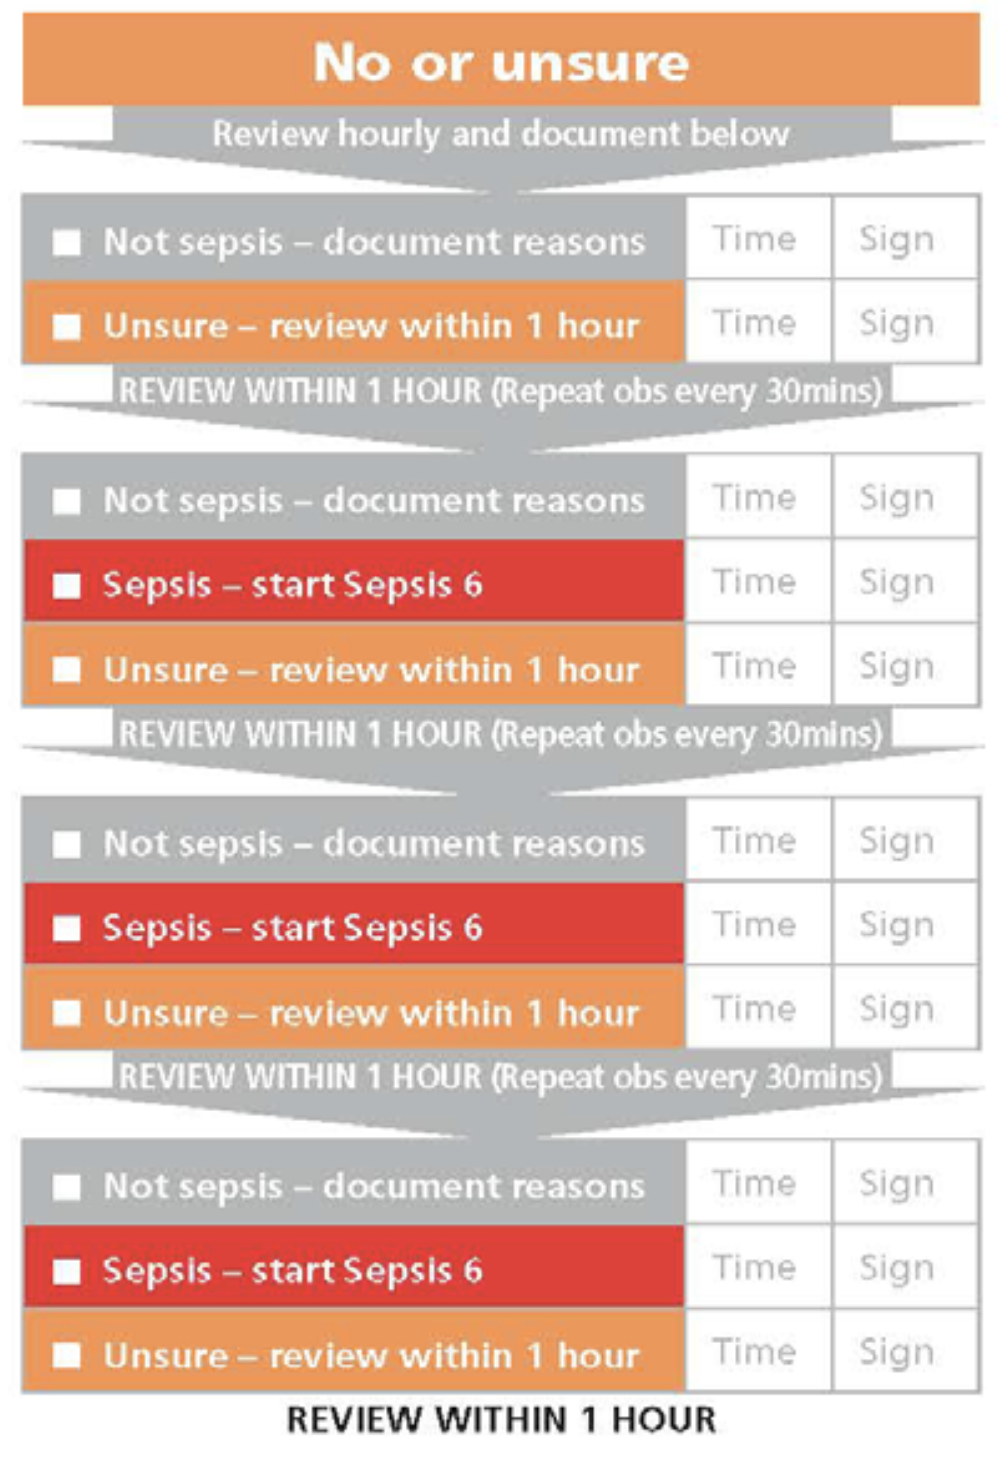 No or unsure
Review hourly and document below
Not sepsis – document reasons Time Sign
Unsure – review within 1 hour Time Sign
REVIEW WITHIN 1 HOUR (Repeat obs every 30mins)
Not sepsis – document reasons Time Sign
Sepsis – start Sepsis 6 Time Sign
Unsure – review within 1 hour Time Sign
REVIEW WITHIN 1 HOUR (Repeat obs every 30mins)
Not sepsis – document reasons Time Sign
Sepsis – start Sepsis 6 Time Sign
Unsure – review within 1 hour Time Sign
REVIEW WITHIN 1 HOUR (Repeat obs every 30mins)
Not sepsis – document reasons Time Sign
Sepsis – start Sepsis 6 Time Sign
Unsure – review within 1 hour Time Sign
REVIEW WITHIN 1 HOUR